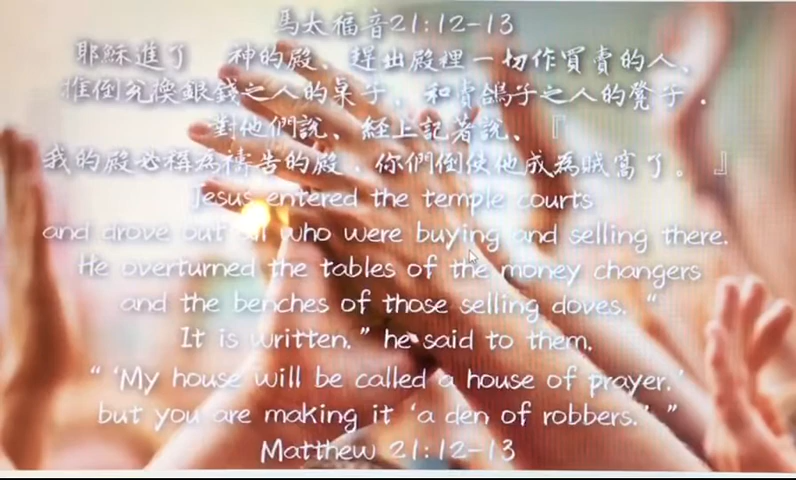 馬太福音21:12-13
耶穌進了 神的殿、趕出殿裡一切作買賣的人、
推倒兌換銀錢之人的桌子、和賣鴿子之人的凳子．
對他們說、經上記著說、『
我的殿必稱為禱告的殿．你們倒使他成為賊窩了。』
Jesus entered the temple courts
and drove out all who were buying and selling there.
He overturned the tables of the money changers
and the benches of those selling doves. “
It is written,” he said to them,
“ ‘My house will be called a house of prayer,’
but you are making it ‘a den of robbers.’ ”
Matthew 21:12-13